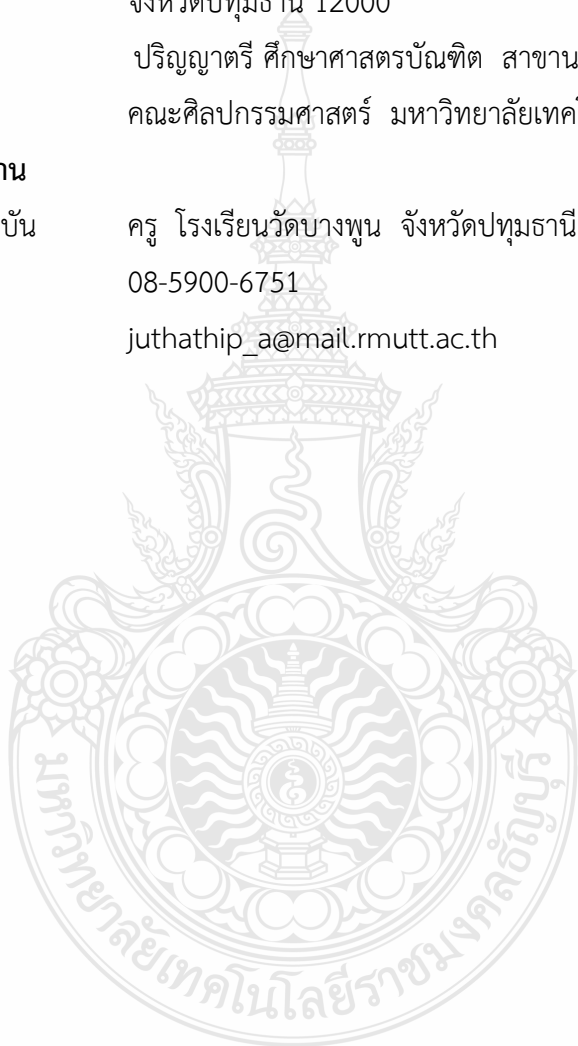 จังหวัดปทุมธานี 12000
ปริญญาตรี ศึกษาศาสตรบัณฑิต สาขาน
คณะศิลปกรรมศาสตร์ มหาวิทยาลัยเทคโ
าน
บัน ครู โรงเรียนวัดบางพูน จังหวัดปทุมธานี
08-5900-6751
juthathip_a@mail.rmutt.ac.th
มหาวิทยาลัยเทคโนโลยีราชมงคลธัญบุรี